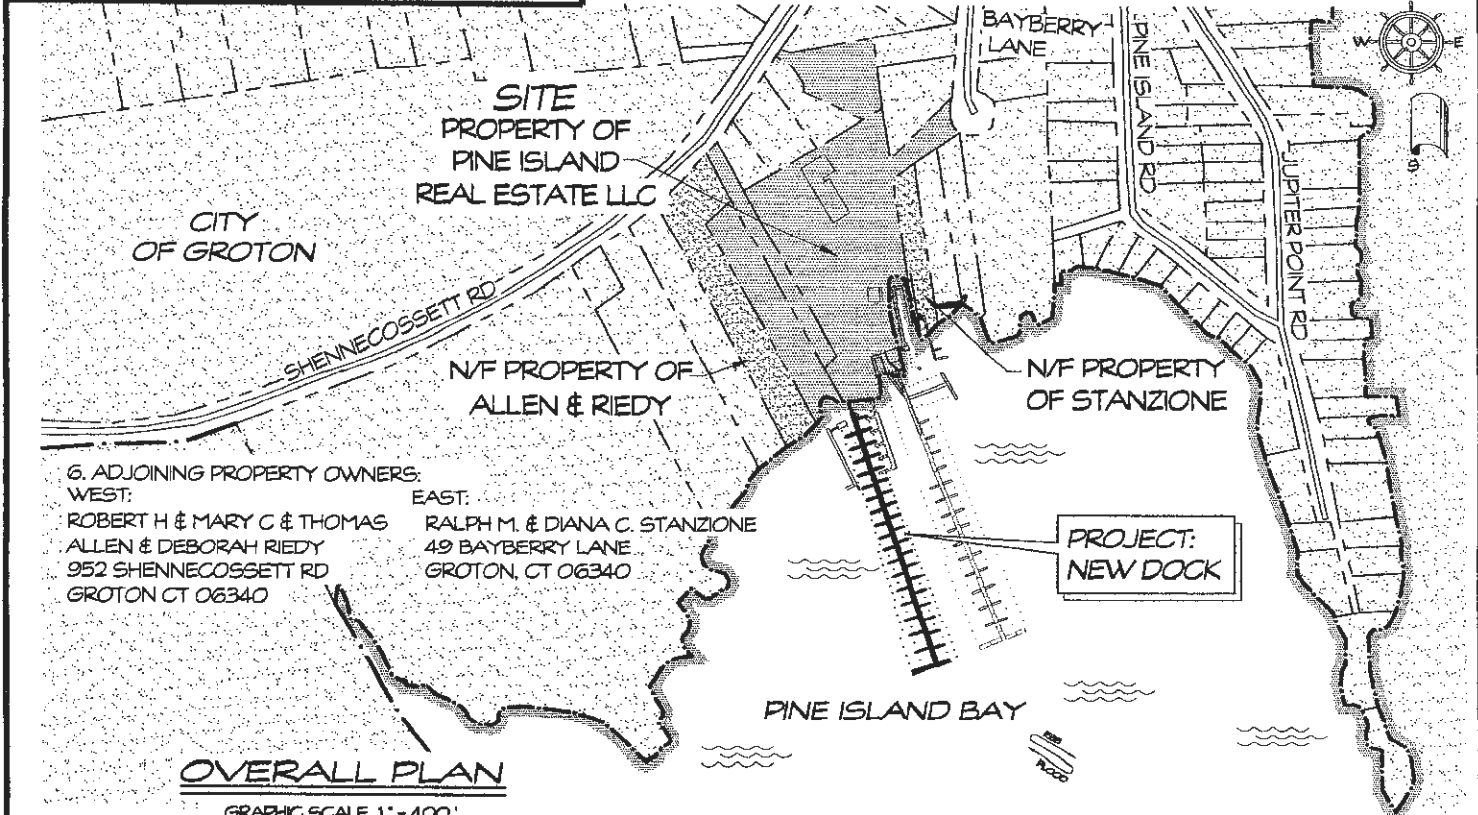 BAYBERRY
LANE
PINE ISLAND RD
JUPITER POINT RD
W
E
S
SITE
PROPERTY OF
PINE ISLAND
REAL ESTATE LLC
CITY
OF GROTON
SHENNECOSSETT RD
N/F PROPERTY OF
ALLEN & RIEDY
N/F PROPERTY
OF STANZIONE
6. ADJOINING PROPERTY OWNERS:
WEST:
ROBERT H & MARY C & THOMAS
ALLEN & DEBORAH RIEDY
952 SHENNECOSSETT RD
GROTON CT 06340
EAST:
RALPH M. & DIANA C. STANZIONE
49 BAYBERRY LANE
GROTON, CT 06340
PROJECT:
NEW DOCK
PINE ISLAND BAY
EBB
FLOOD
OVERALL PLAN
GRAPHIC SCALE 1"=400'